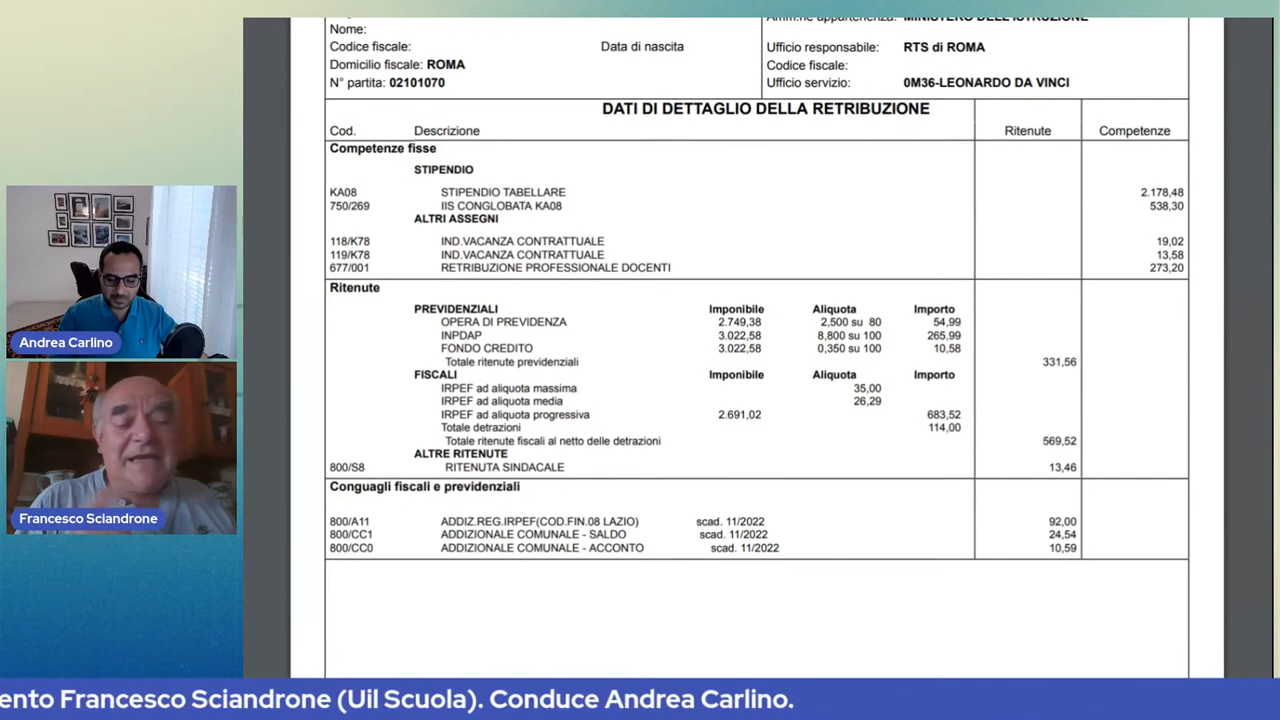 Amm.ne appartenenza: MINISTERO DELL'ISTRUZIONE
Nome:
Codice fiscale: Data di nascita
Ufficio responsabile: RTS di ROMA
Domicilio fiscale: ROMA
Codice fiscale:
N° partita: 02101070
Ufficio servizio: 0M36-LEONARDO DA VINCI
DATI DI DETTAGLIO DELLA RETRIBUZIONE
Cod. Descrizione Ritenute Competenze
Competenze fisse
STIPENDIO
KA08 STIPENDIO TABELLARE 2.178,48
750/269 IIS CONGLOBATA KA08 538,30
ALTRI ASSEGNI
118/K78 IND.VACANZA CONTRATTUALE 19,02
119/K78 IND.VACANZA CONTRATTUALE 13,58
677/001 RETRIBUZIONE PROFESSIONALE DOCENTI 273,20
Ritenute
PREVIDENZIALI Imponibile Aliquota Importo
OPERA DI PREVIDENZA 2.749,38 2,500 su 80 54,99
INPDAP 3.022,58 8,800 su 100 265,99
FONDO CREDITO 3.022,58 0,350 su 100 10,58
Totale ritenute previdenziali 331,56
FISCALI Imponibile Aliquota Importo
IRPEF ad aliquota massima 35,00
IRPEF ad aliquota media 26,29
IRPEF ad aliquota progressiva 2.691,02 683,52
Totale detrazioni 114,00
Totale ritenute fiscali al netto delle detrazioni 569,52
ALTRE RITENUTE
800/S8 RITENUTA SINDACALE 13,46
Conguagli fiscali e previdenziali
800/A11 ADDIZ.REG.IRPEF(COD.FIN.08 LAZIO) scad. 11/2022 92,00
800/CC1 ADDIZIONALE COMUNALE - SALDO scad. 11/2022 24,54
800/CC0 ADDIZIONALE COMUNALE - ACCONTO scad. 11/2022 10,59
Andrea Carlino
Francesco Sciandrone
ento Francesco Sciandrone (Uil Scuola). Conduce Andrea Carlino.